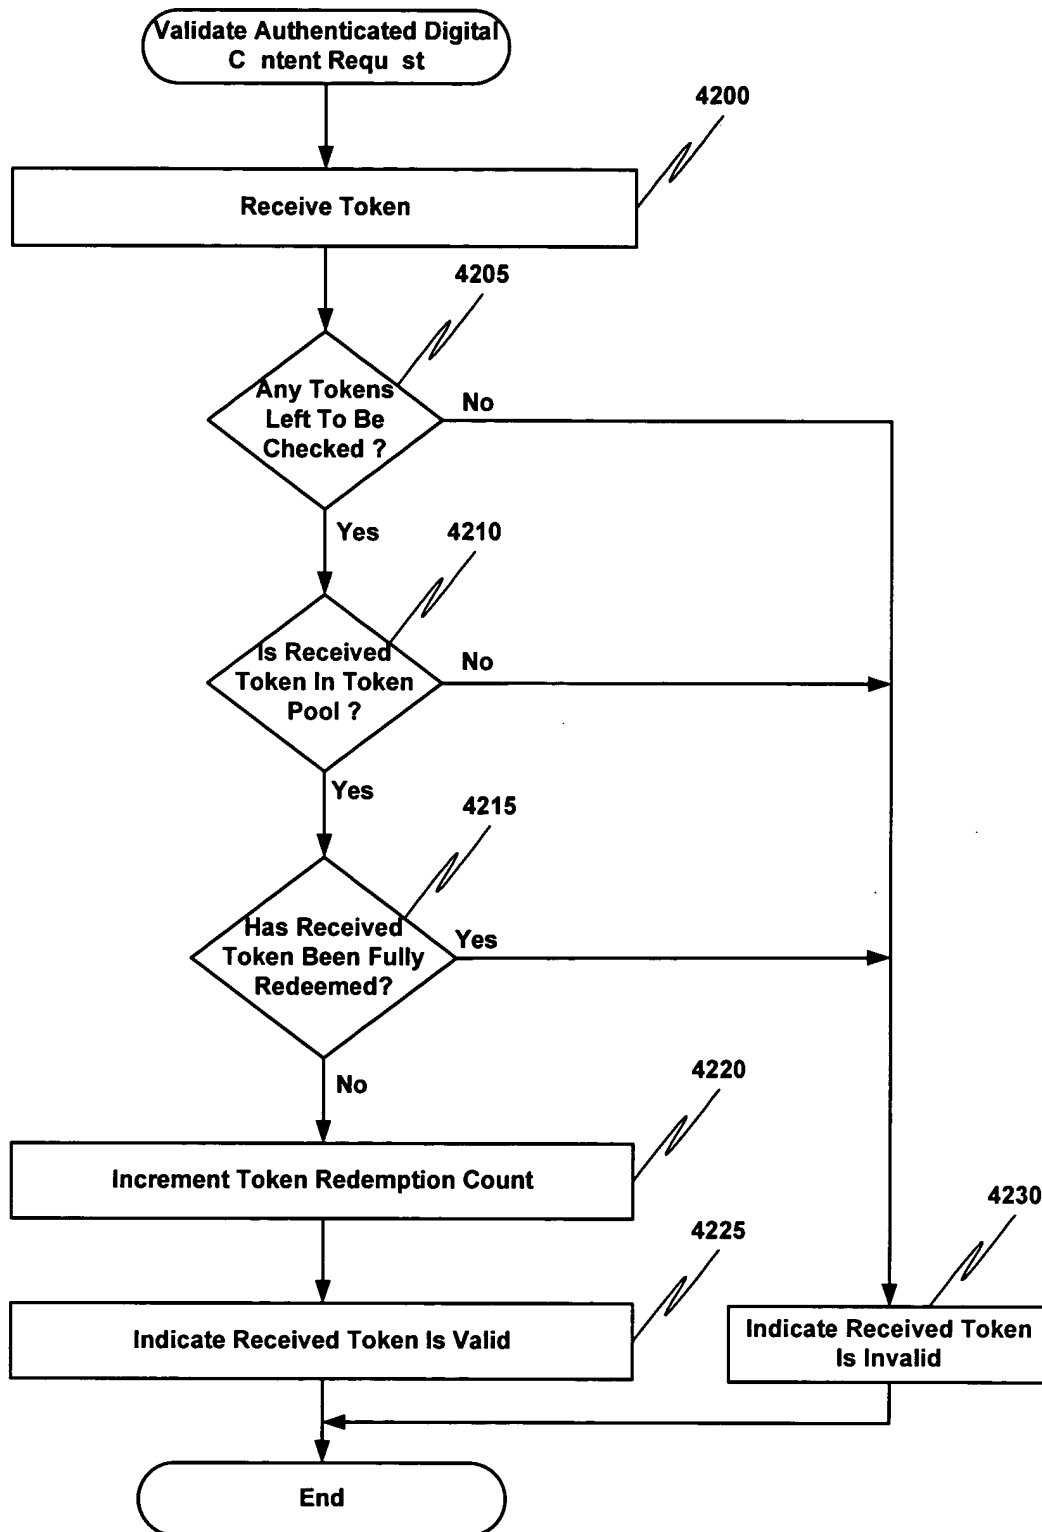 Validate Authenticated Digital
C ntent Requ st
4200
Receive Token
4205
Any Tokens
Left To Be
Checked ?
No
Yes
4210
Is Received
Token In Token
Pool ?
No
Yes
4215
Has Received
Token Been Fully
Redeemed?
Yes
No
4220
Increment Token Redemption Count
4230
4225
Indicate Received Token Is Valid
Indicate Received Token
Is Invalid
End